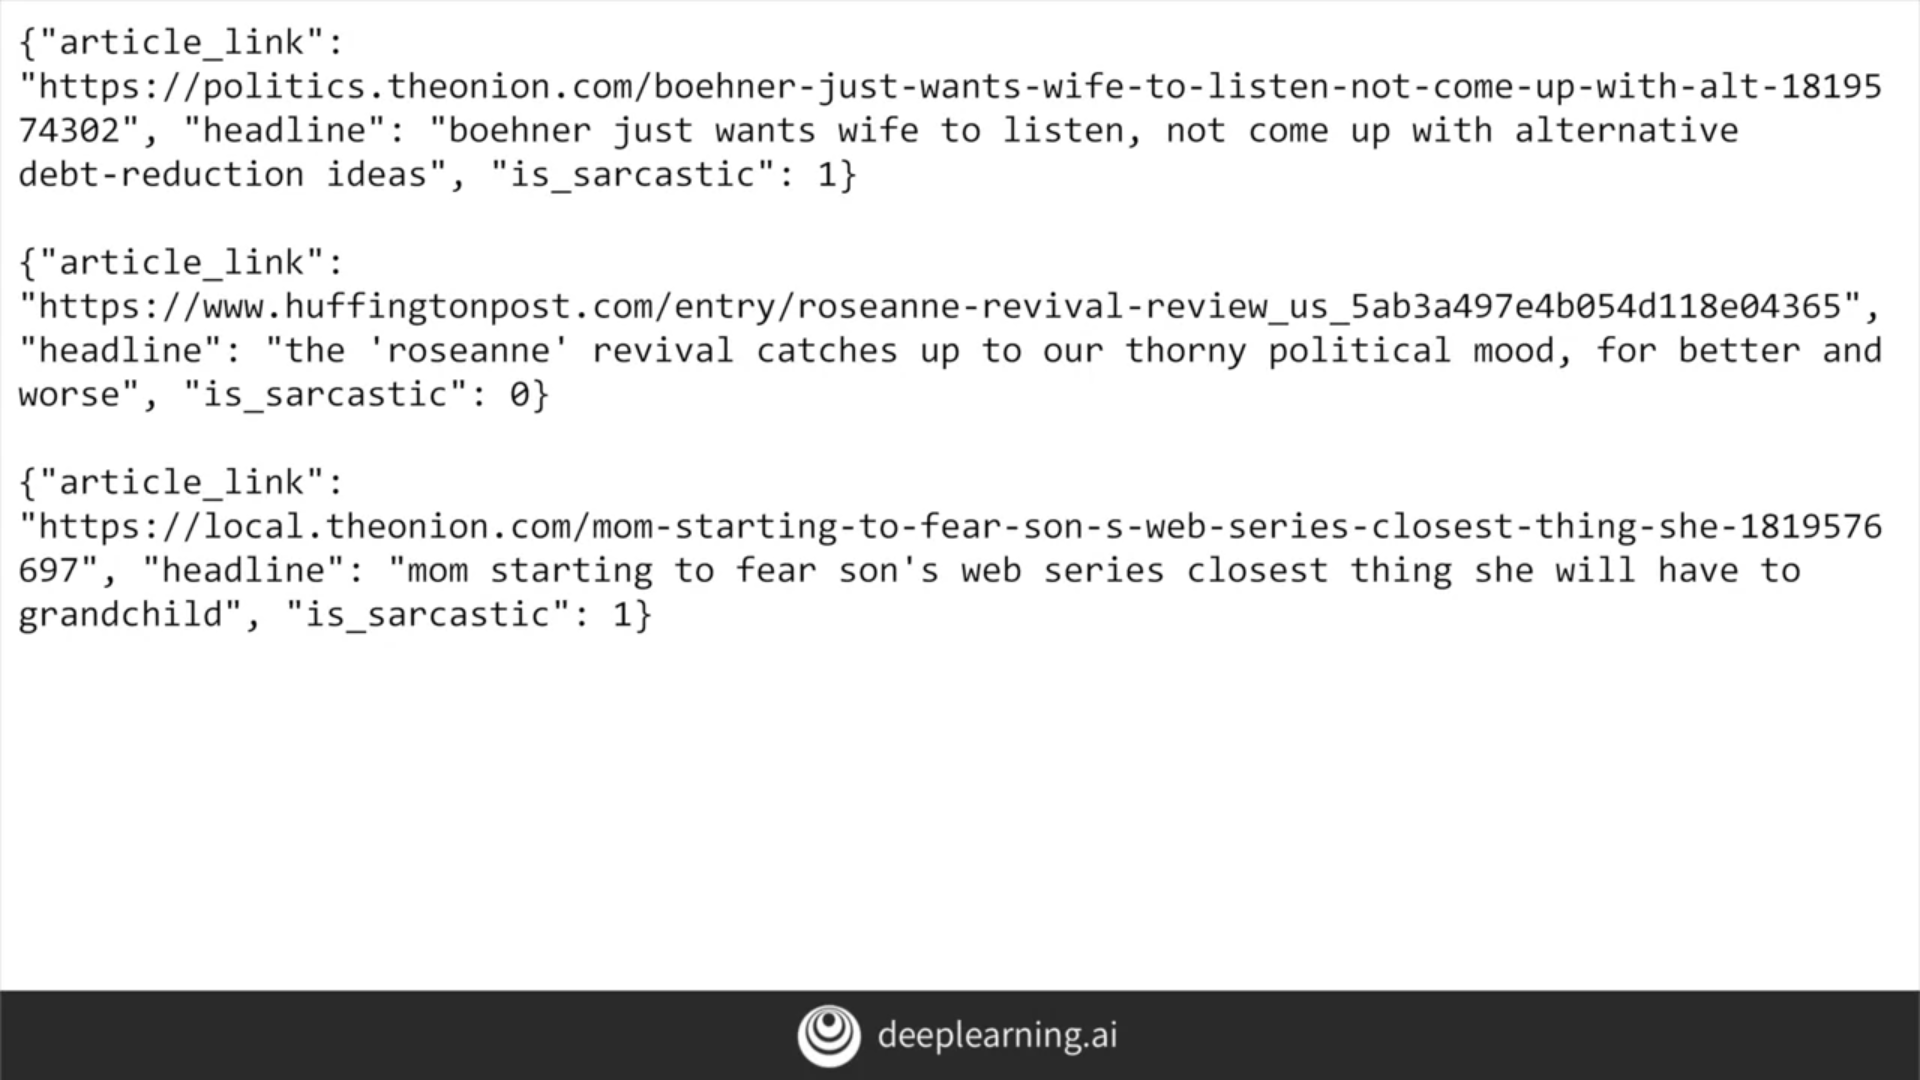 {"article_link":
"https://politics.theonion.com/boehner-just-wants-wife-to-listen-not-come-up-with-alt-18195
74302", "headline": "boehner just wants wife to listen, not come up with alternative
debt-reduction ideas", "is_sarcastic": 1}
{"article_link":
"https://www.huffingtonpost.com/entry/roseanne-revival-review_us_5ab3a497e4b054d118e04365",
"headline": "the 'roseanne' revival catches up to our thorny political mood, for better and
worse", "is_sarcastic": 0}
{"article_link":
"https://local.theonion.com/mom-starting-to-fear-son-s-web-series-closest-thing-she-1819576
697", "headline": "mom starting to fear son's web series closest thing she will have to
grandchild", "is_sarcastic": 1}
deeplearning.ai